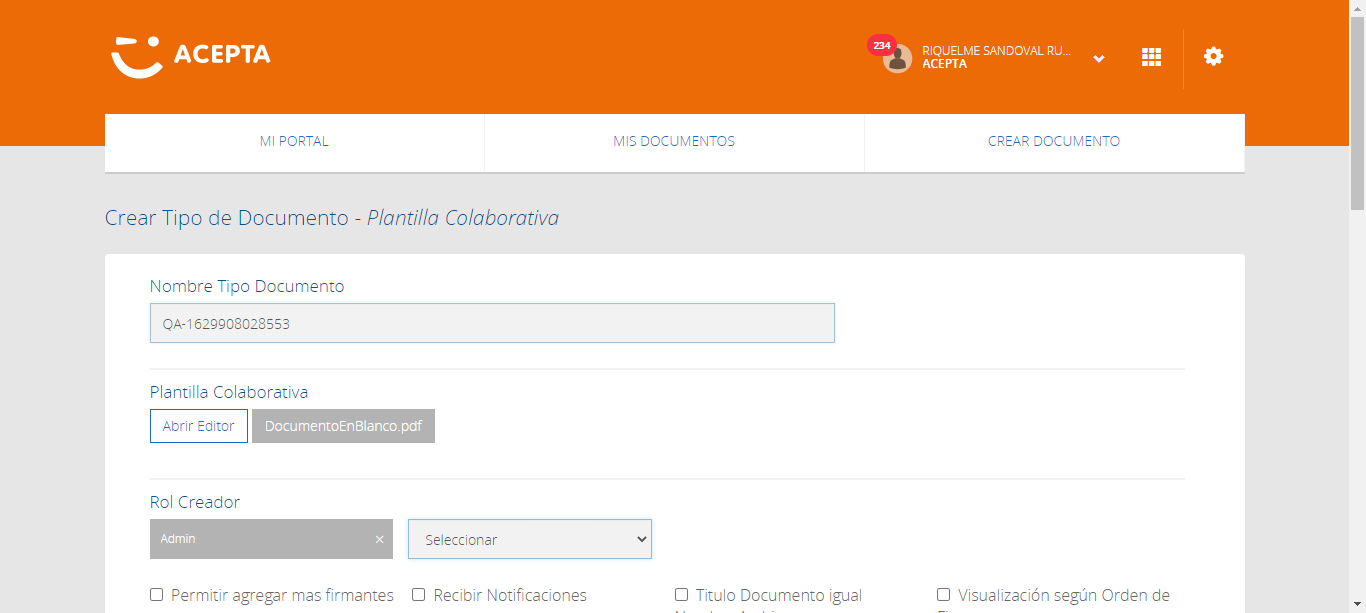 ACEPTA
234
RIQUELME SANDOVAL RU...
ACEPTA
MI PORTAL
MIS DOCUMENTOS
CREAR DOCUMENTO
Crear Tipo de Documento - Plantilla Colaborativa
Nombre Tipo Documento
QA-1629908028553
Plantilla Colaborativa
Abrir Editor
DocumentoEnBlanco.pdf
Rol Creador
Admin ×
Seleccionar
Permitir agregar mas firmantes
Recibir Notificaciones
Titulo Documento igual
Visualización según Orden de